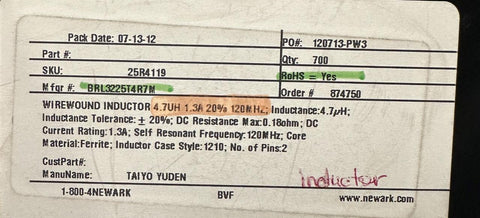 Pack Date: 07-13-12
PO#: 120713-PW3
Part #:
Qty: 700
SKU: 25R4119
RoHS = Yes
Mfgr #: BRL3225T4R7M
Order # 874750
WIREWOUND INDUCTOR 4.7UH 1.3A 20% 120MHZ; Inductance:4.7µH;
Inductance Tolerance:± 20%; DC Resistance Max:0.18ohm; DC
Current Rating:1.3A; Self Resonant Frequency:120MHz; Core
Material:Ferrite; Inductor Case Style:1210; No. of Pins:2
CustPart#:
ManuName: TAIYO YUDEN
inductor
1-800-4NEWARK BVF www.newark.com